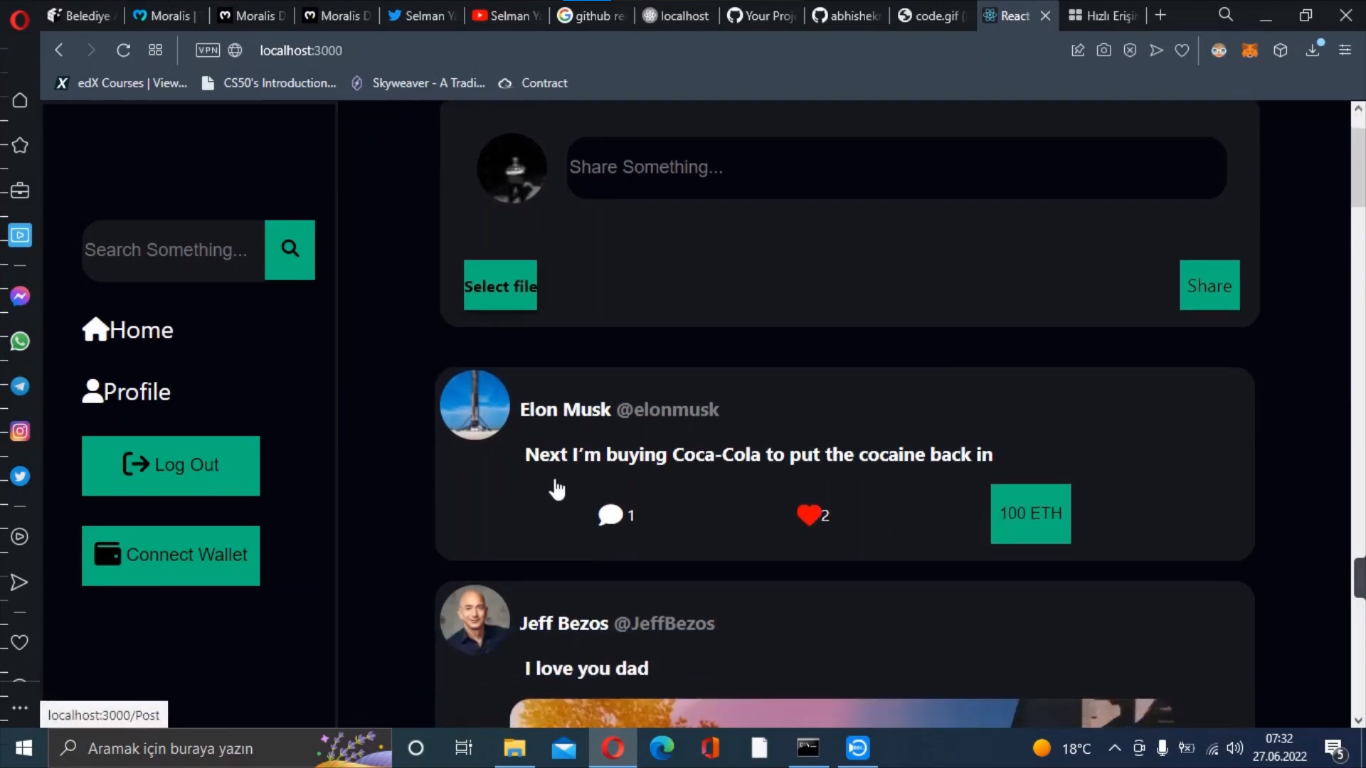 Belediye
Moralis |
Moralis D
Moralis D
Selman Y
Selman Y
github re
localhost
Your Proj
abhishekr
code.gif (
React
Hızlı Erişi
VPN
localhost:3000
edX Courses | View...
CS50's Introduction...
Skyweaver - A Tradi...
Contract
Share Something...
Select file
Share
Search Something...
Home
Profile
Log Out
Connect Wallet
Elon Musk @elonmusk
Next I'm buying Coca-Cola to put the cocaine back in
1
2
100 ETH
Jeff Bezos @JeffBezos
I love you dad
localhost:3000/Post
Aramak için buraya yazın
18°C
07:32
27.06.2022
5